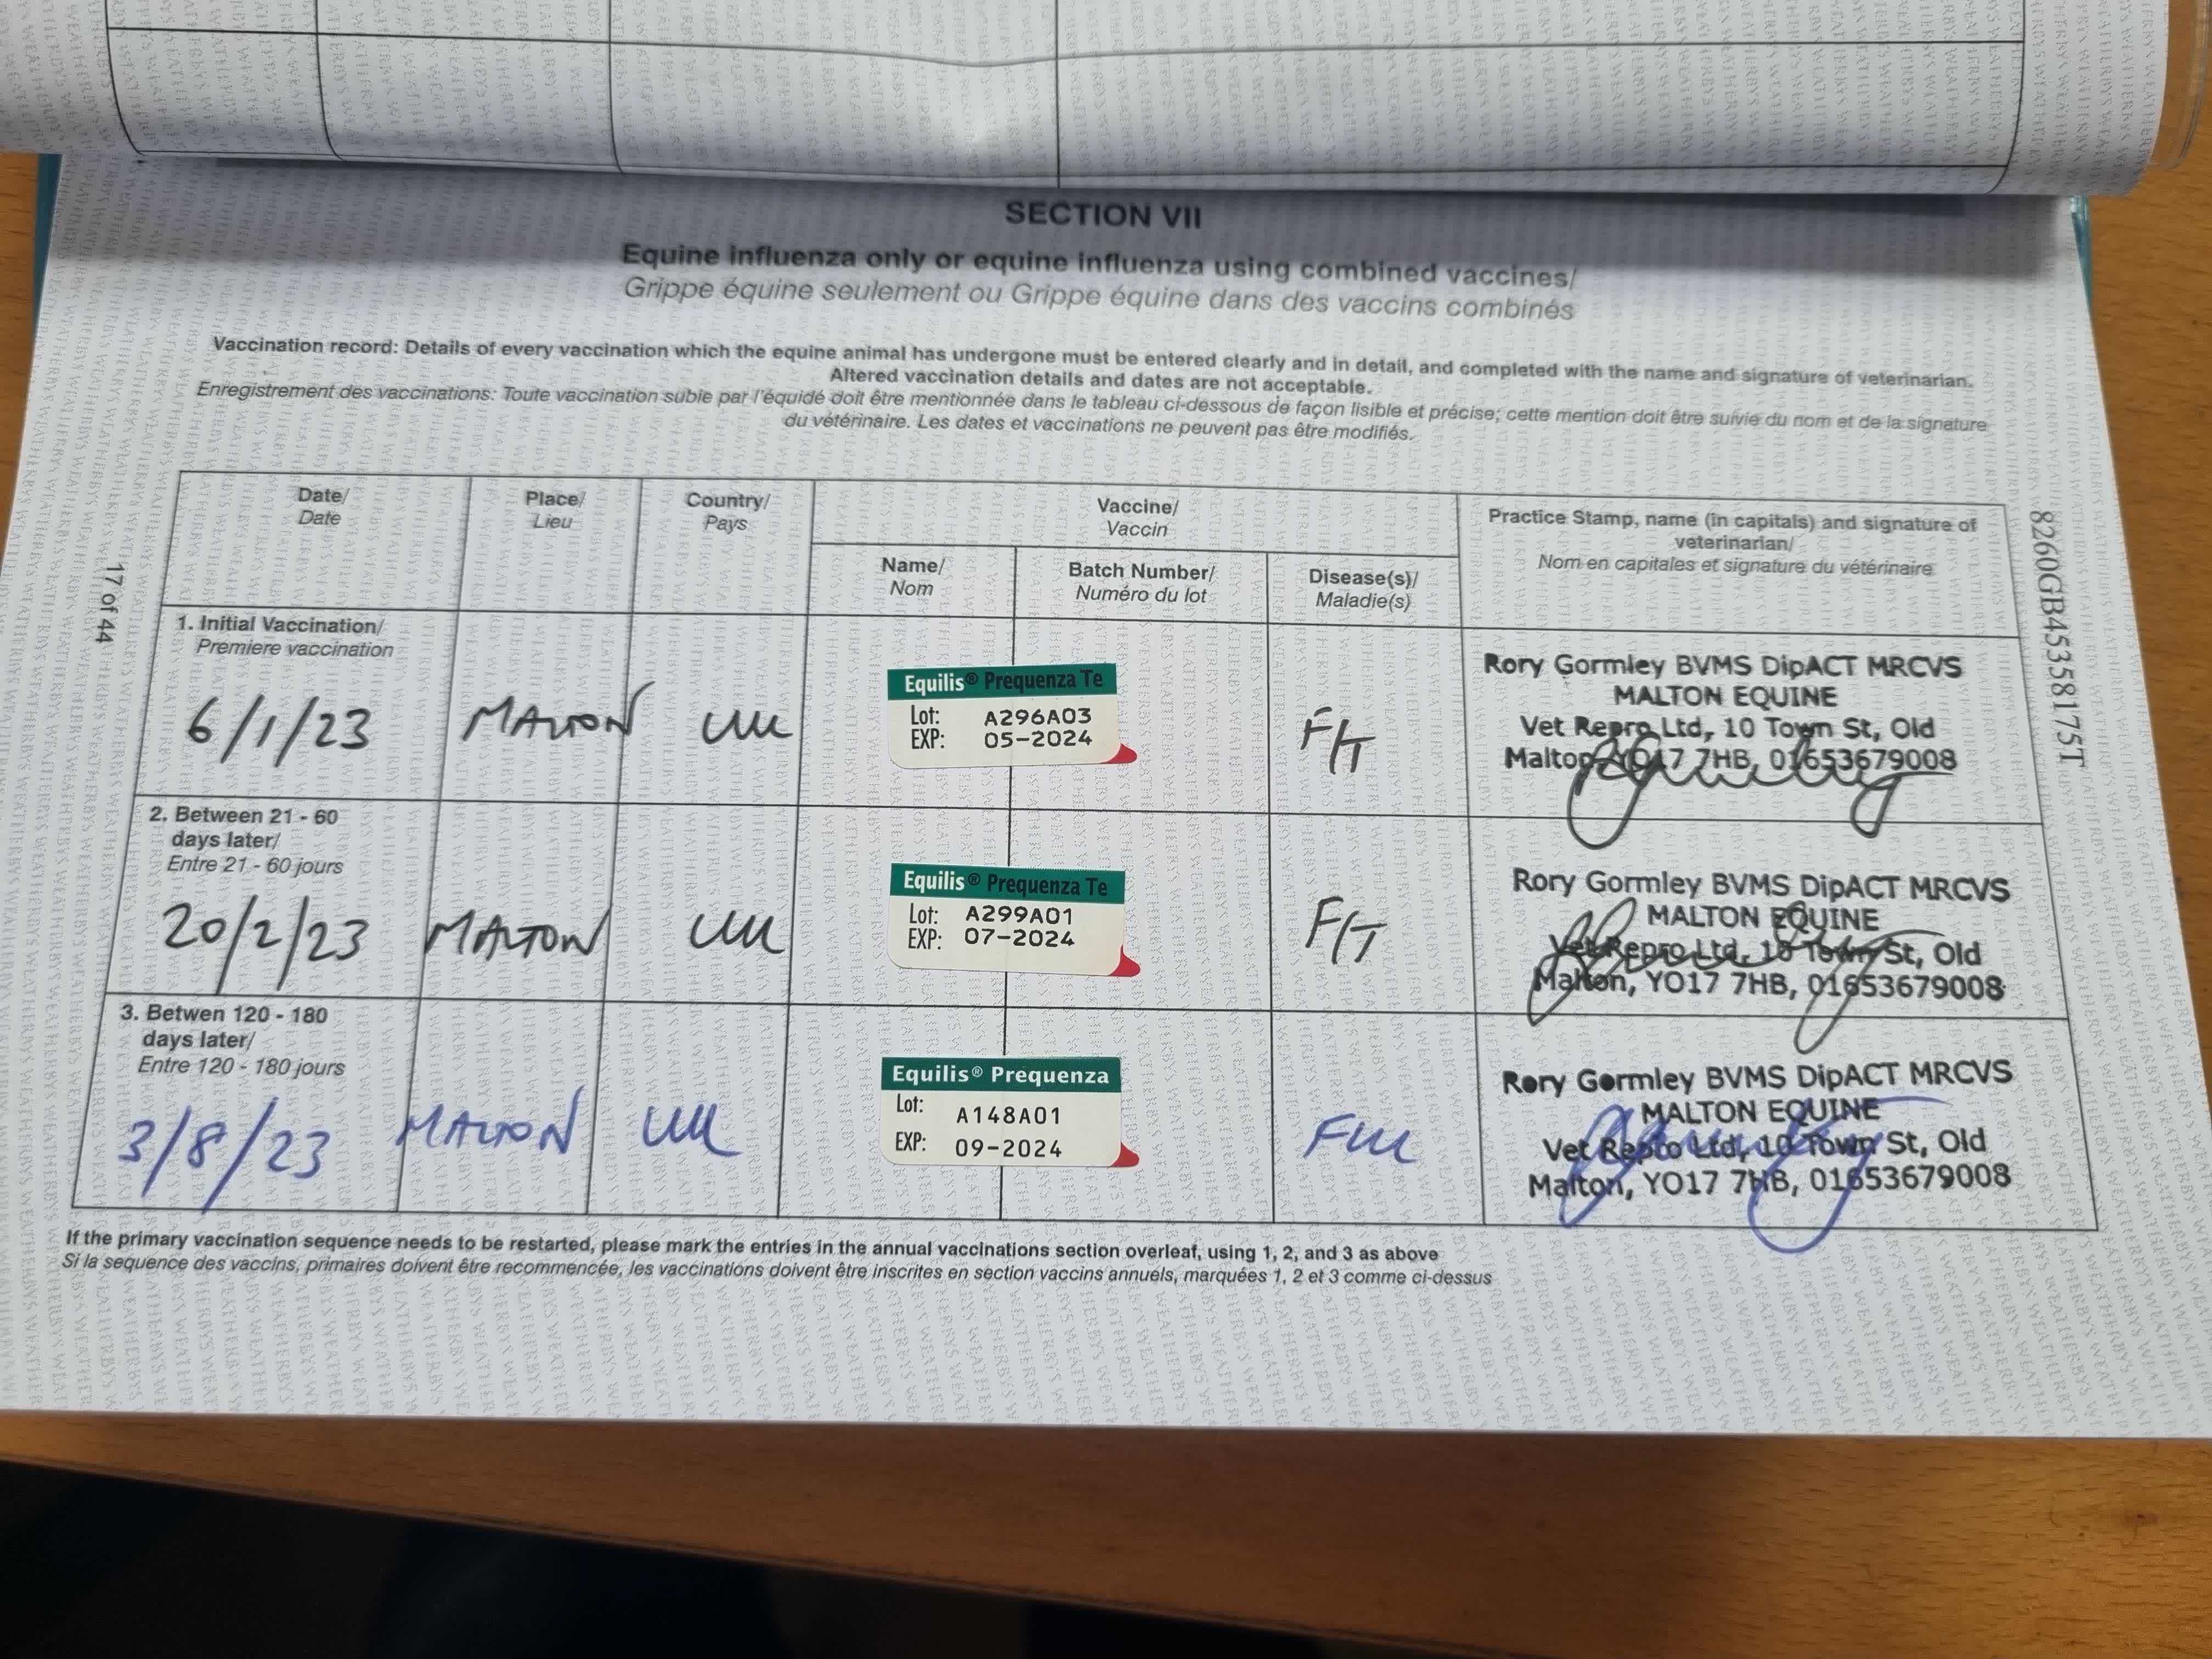 SECTION VII
Equine influenza only or equine influenza using combined vaccines/
Grippe équine seulement ou Grippe équine dans des vaccins combinés
Vaccination record: Details of every vaccination which the equine animal has undergone must be entered clearly and in detail, and completed with the name and signature of veterinarian.
Altered vaccination details and dates are not acceptable.
Enregistrement des vaccinations: Toute vaccination subie par l'équidé doit être mentionnée dans le tableau ci-dessous de façon lisible et précise; cette mention doit être suivie du nom et de la signature
du vétérinaire. Les dates et vaccinations ne peuvent pas être modifiés.
Date/
Date
Place/
Lieu
Country/
Pays
Vaccine/
Vaccin
Name/
Nom
Batch Number/
Numéro du lot
Disease(s)/
Maladie(s)
Practice Stamp, name (in capitals) and signature of
veterinarian/
Nom en capitales et signature du vétérinaire
1. Initial Vaccination/
Premiere vaccination
6/1/23
MALTON
UK
Equilis® Prequenza Te
Lot: A296A03
EXP: 05-2024
F/T
Rory Gormley BVMS DipACT MRCVS
MALTON EQUINE
Vet Repro Ltd, 10 Town St, Old
Malton, YO17 7HB, 01653679008
2. Between 21 - 60
days later/
Entre 21 - 60 jours
20/2/23
MALTON
UK
Equilis® Prequenza Te
Lot: A299A01
EXP: 07-2024
F/T
Rory Gormley BVMS DipACT MRCVS
MALTON EQUINE
Vet Repro Ltd, 10 Town St, Old
Malton, YO17 7HB, 01653679008
3. Betwen 120 - 180
days later/
Entre 120 - 180 jours
3/8/23
MALTON
UK
Equilis® Prequenza
Lot: A148A01
EXP: 09-2024
Flu
Rory Gormley BVMS DipACT MRCVS
MALTON EQUINE
Vet Repro Ltd, 10 Town St, Old
Malton, YO17 7HB, 01653679008
If the primary vaccination sequence needs to be restarted, please mark the entries in the annual vaccinations section overleaf, using 1, 2, and 3 as above
Si la sequence des vaccins, primaires doivent être recommencée, les vaccinations doivent être inscrites en section vaccins annuels, marquées 1, 2 et 3 comme ci-dessus
17 of 44
8260GB45358175T